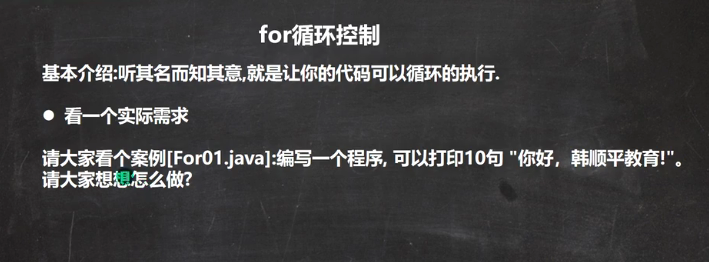 for循环控制
基本介绍:听其名而知其意,就是让你的代码可以循环的执行.
● 看一个实际需求
请大家看个案例[For01.java]:编写一个程序, 可以打印10句 "你好，韩顺平教育!"。
请大家想想怎么做?